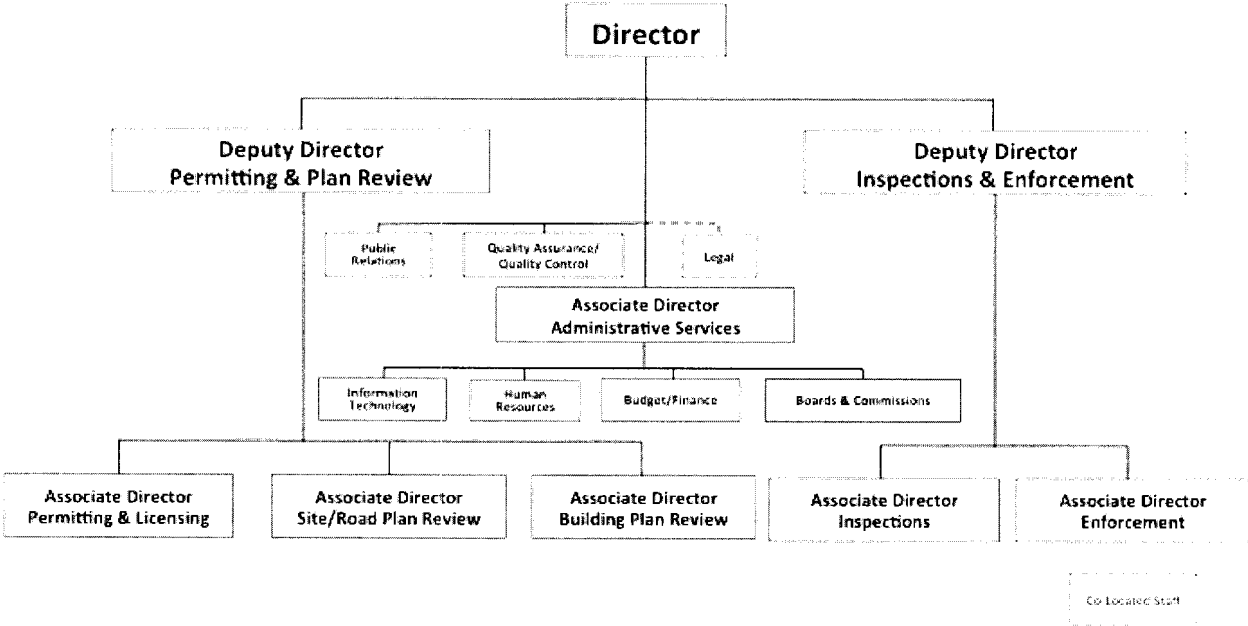 Director
Deputy Director
Permitting & Plan Review
Deputy Director
Inspections & Enforcement
Public
Relations
Quality Assurance/
Quality Control
Legal
Associate Director
Administrative Services
Information
Technology
Human
Resources
Budget/Finance
Boards & Commissions
Associate Director
Permitting & Licensing
Associate Director
Site/Road Plan Review
Associate Director
Building Plan Review
Associate Director
Inspections
Associate Director
Enforcement
Co Located Staff